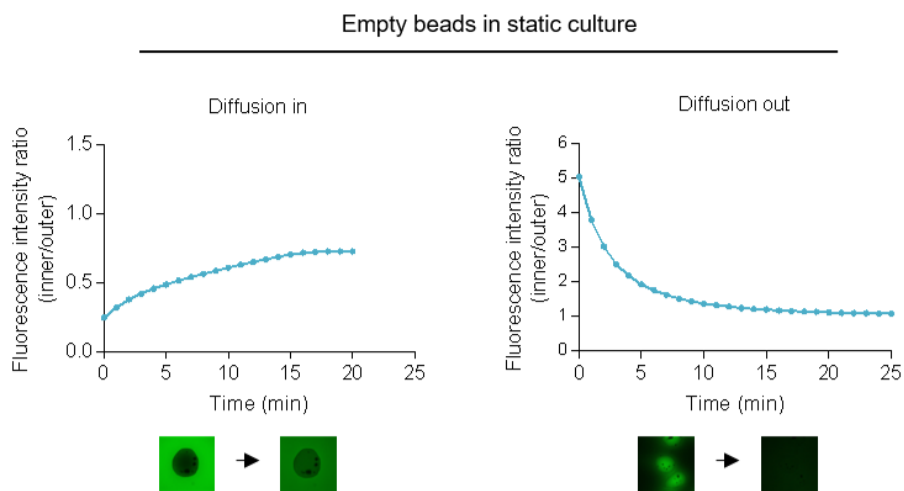 Empty beads in static culture
Diffusion in
Fluorescence intensity ratio
(inner/outer)
1.5
1.0
0.5
0.0
0
5
10
15
20
25
Time (min)
Diffusion out
Fluorescence intensity ratio
(inner/outer)
6
5
4
3
2
1
0
0
5
10
15
20
25
Time (min)